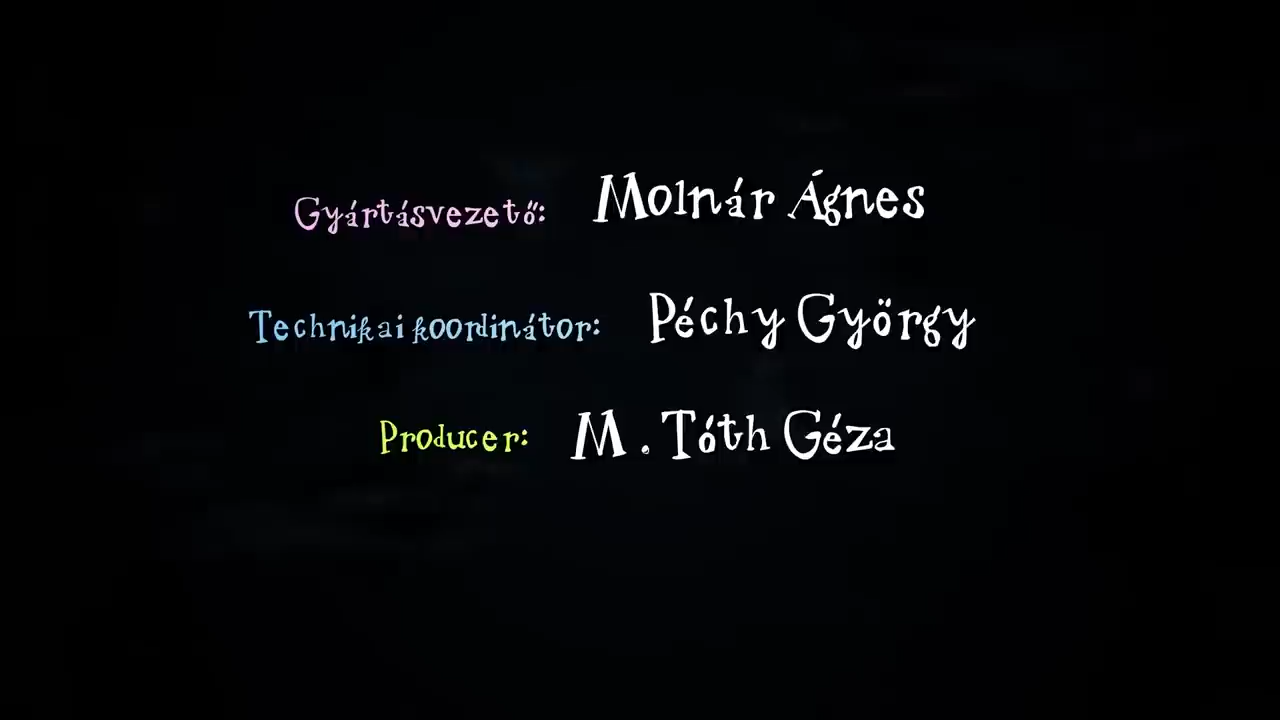 Gyártásvezető: Molnár Ágnes
Technikai koordinátor: Péchy György
Producer: M. Tóth Géza